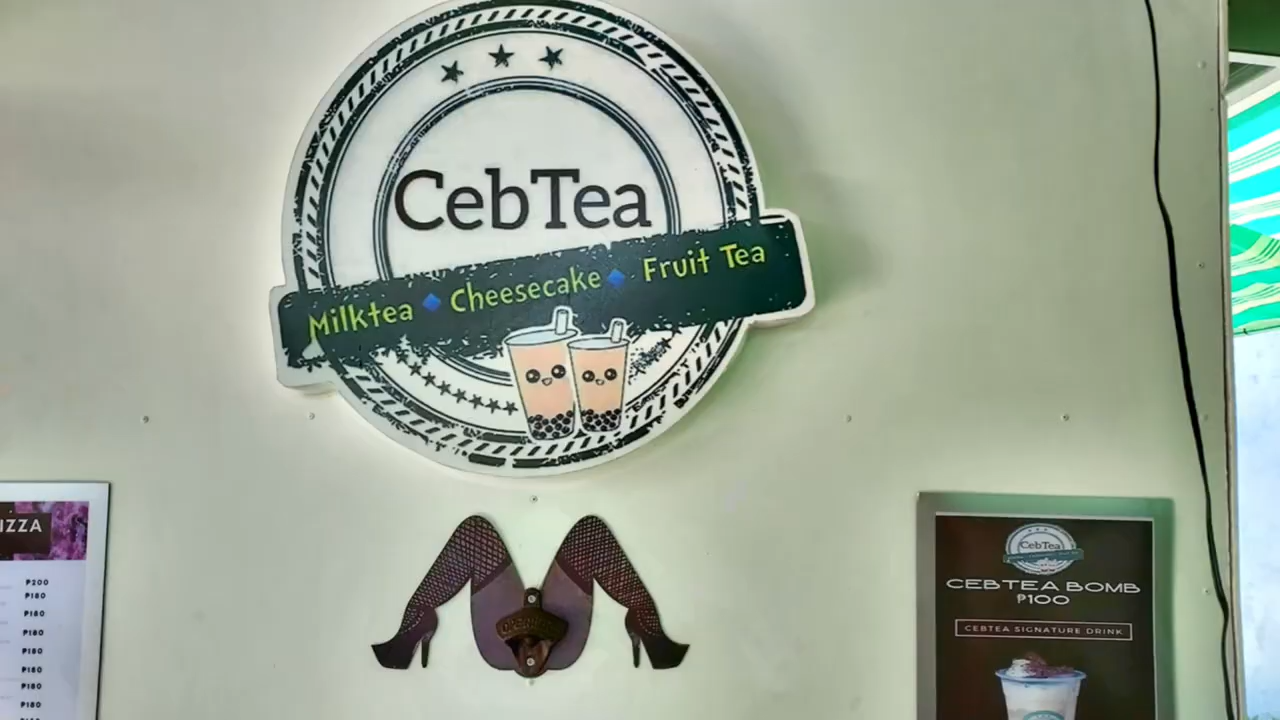 CebTea
Milktea Cheesecake Fruit Tea
IZZA
₱200
₱180
₱180
₱180
₱180
₱180
₱180
₱180
CebTea
CEBTEA BOMB
₱100
CEBTEA SIGNATURE DRINK